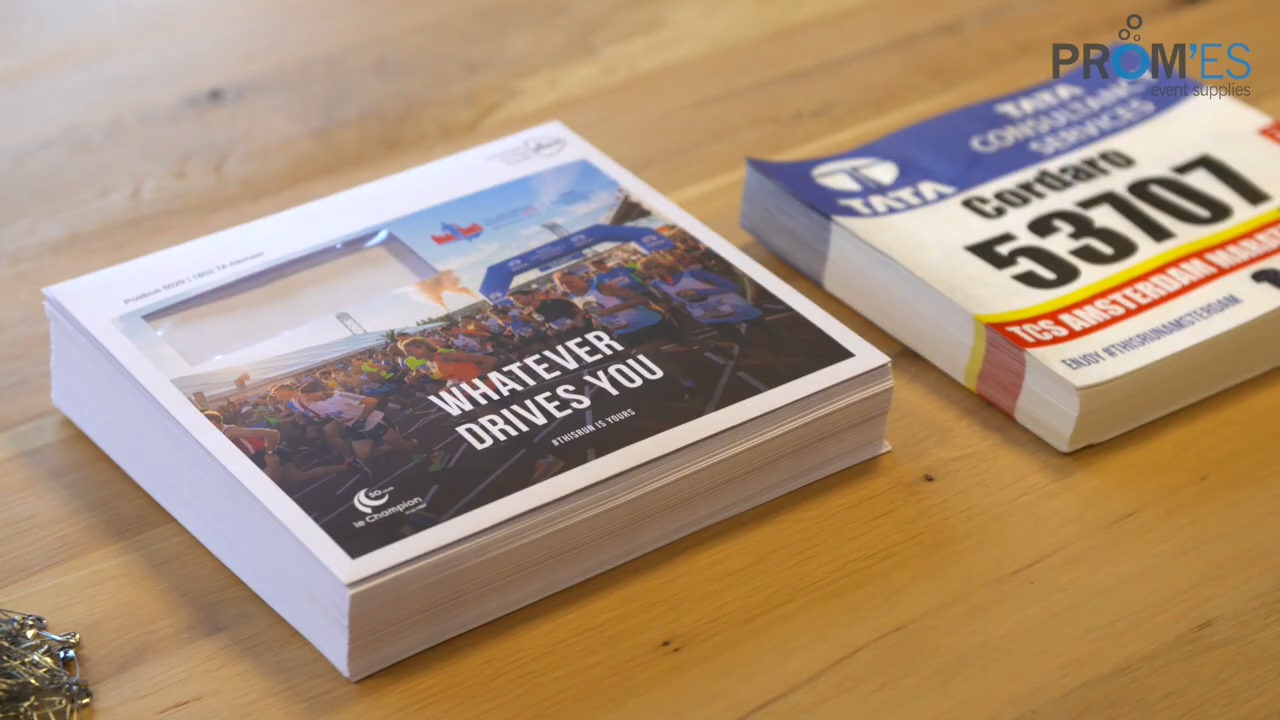 PROM'ES
event supplies
TATA
CONSULTANCY
SERVICES
TATA
Cordaro
53707
TCS AMSTERDAM MARA
ENJOY #THISRUNAMSTERDAM
Postbus 5029 | 1802 TA Alkmaar
WHATEVER
DRIVES YOU
#THISRUN IS YOURS
50
le Champion